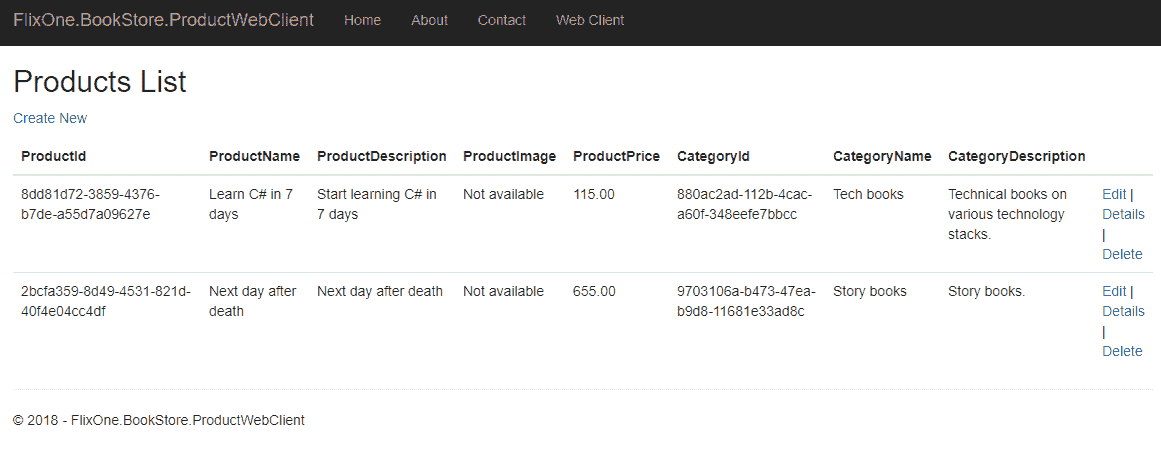 FlixOne.BookStore.ProductWebClient Home About Contact Web Client
Products List
Create New
ProductId ProductName ProductDescription ProductImage ProductPrice CategoryId CategoryName CategoryDescription
8dd81d72-3859-4376- Learn C# in 7 Start learning C# in Not available 115.00 880ac2ad-112b-4cac- Tech books Technical books on Edit |
b7de-a55d7a09627e days 7 days a60f-348eefe7bbcc various technology Details
stacks. |
Delete
2bcfa359-8d49-4531-821d- Next day after Next day after death Not available 655.00 9703106a-b473-47ea- Story books Story books. Edit |
40f4e04cc4df death b9d8-11681e33ad8c Details
|
Delete
© 2018 - FlixOne.BookStore.ProductWebClient